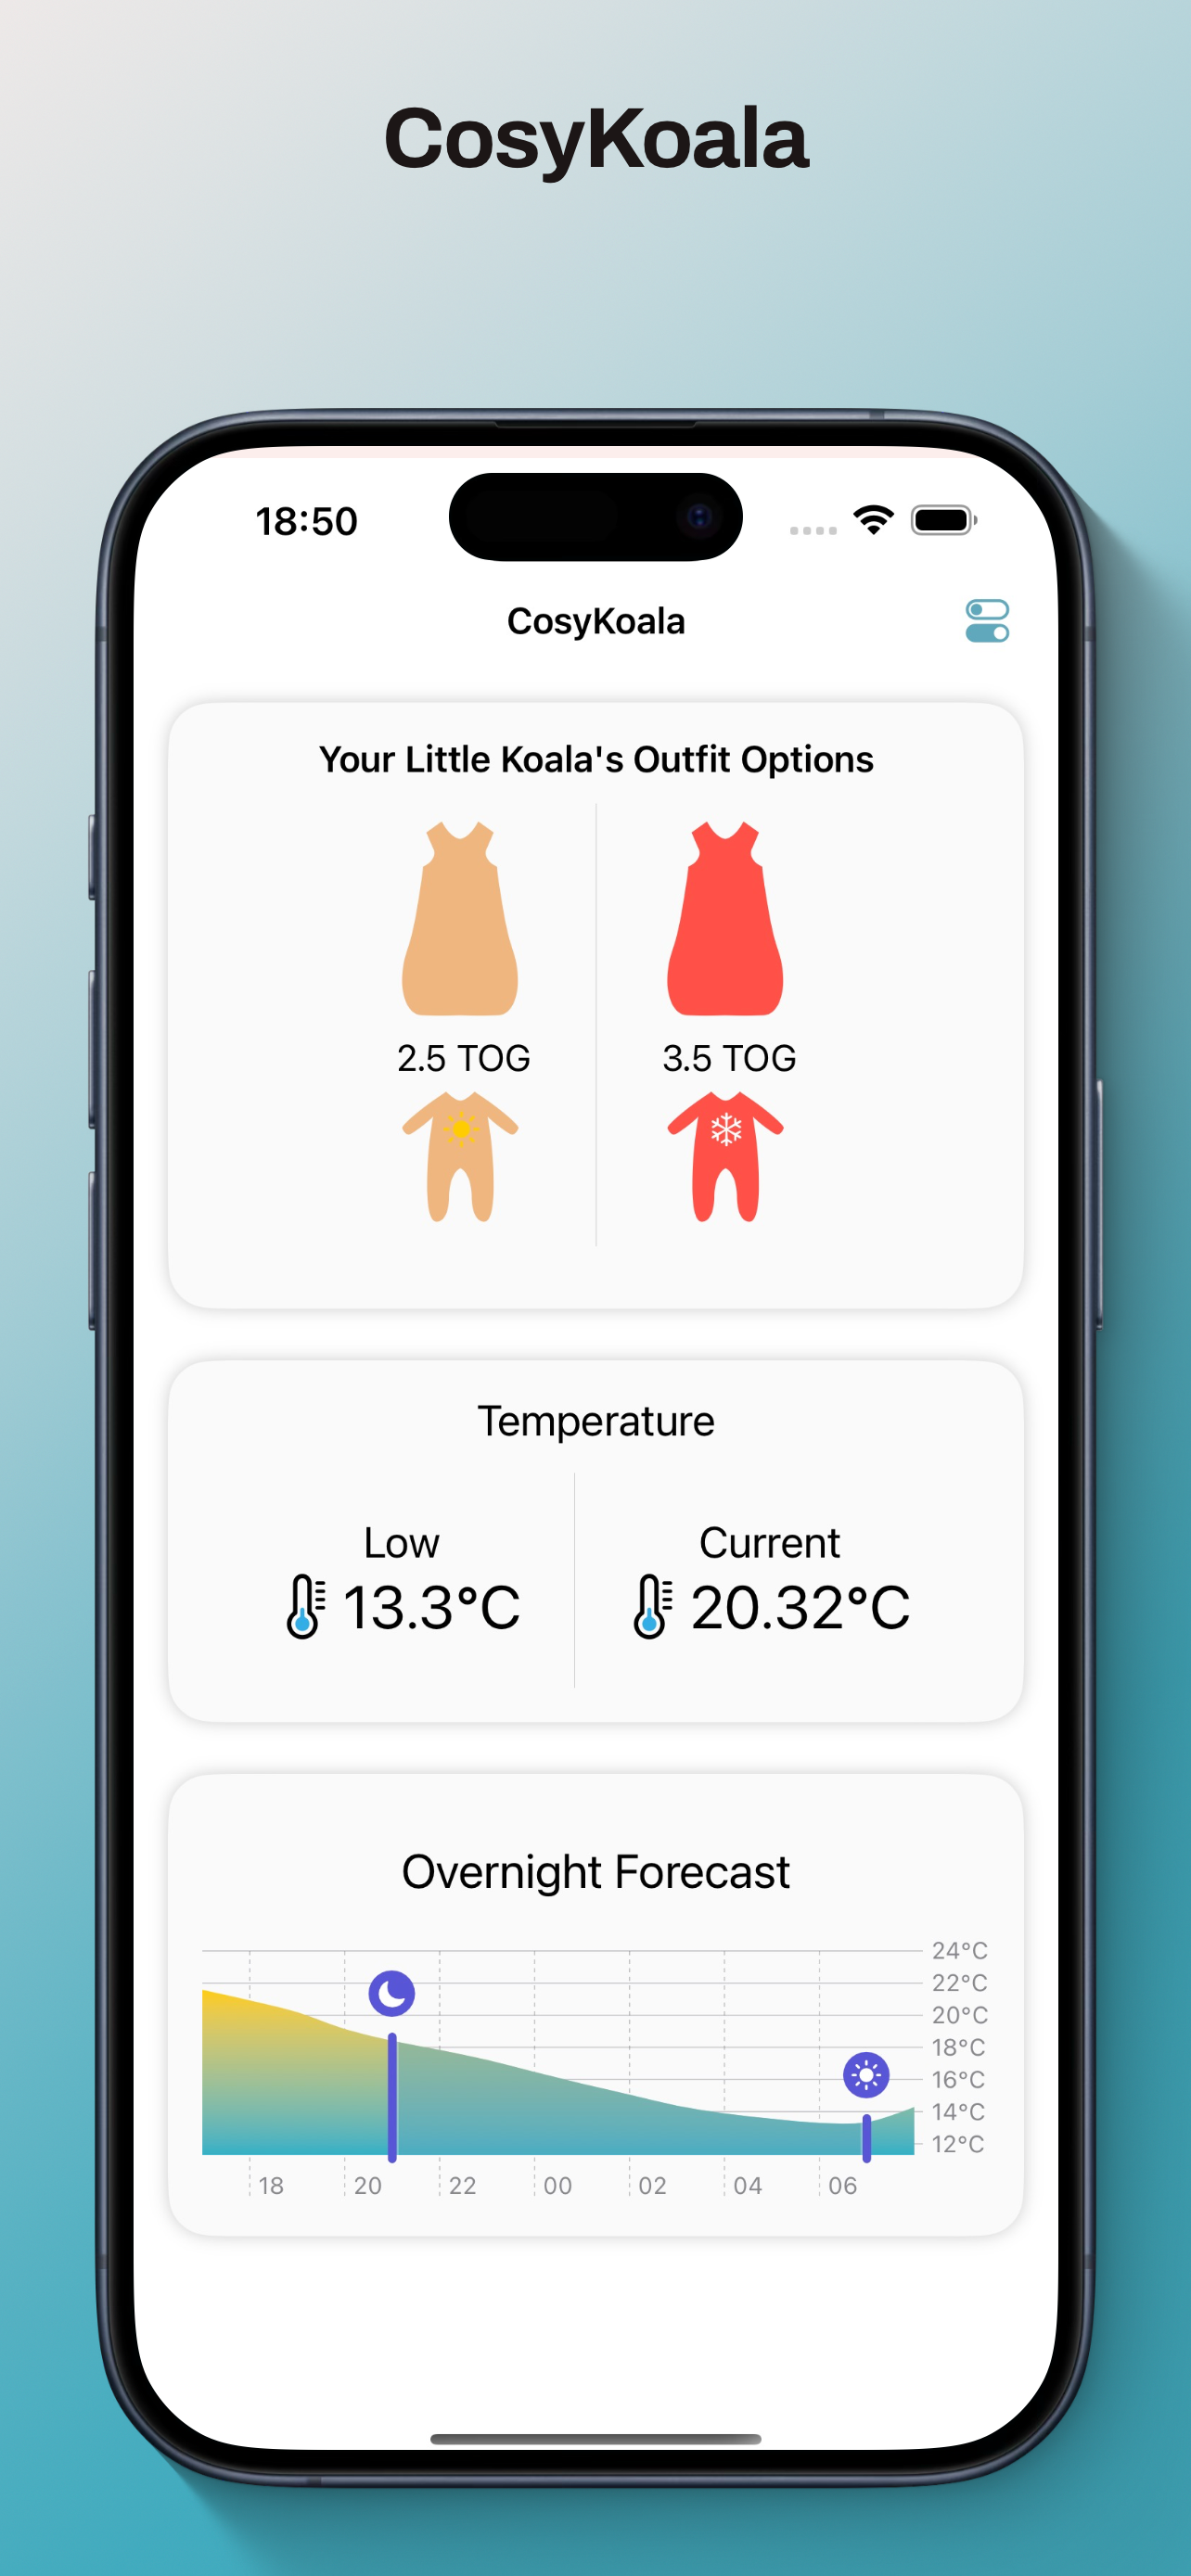 CosyKoala
18:50
CosyKoala
Your Little Koala's Outfit Options
2.5 TOG
3.5 TOG
Temperature
Low
Current
13.3°C
20.32°C
Overnight Forecast
24°C
22°C
20°C
18°C
16°C
14°C
12°C
18 20 22 00 02 04 06